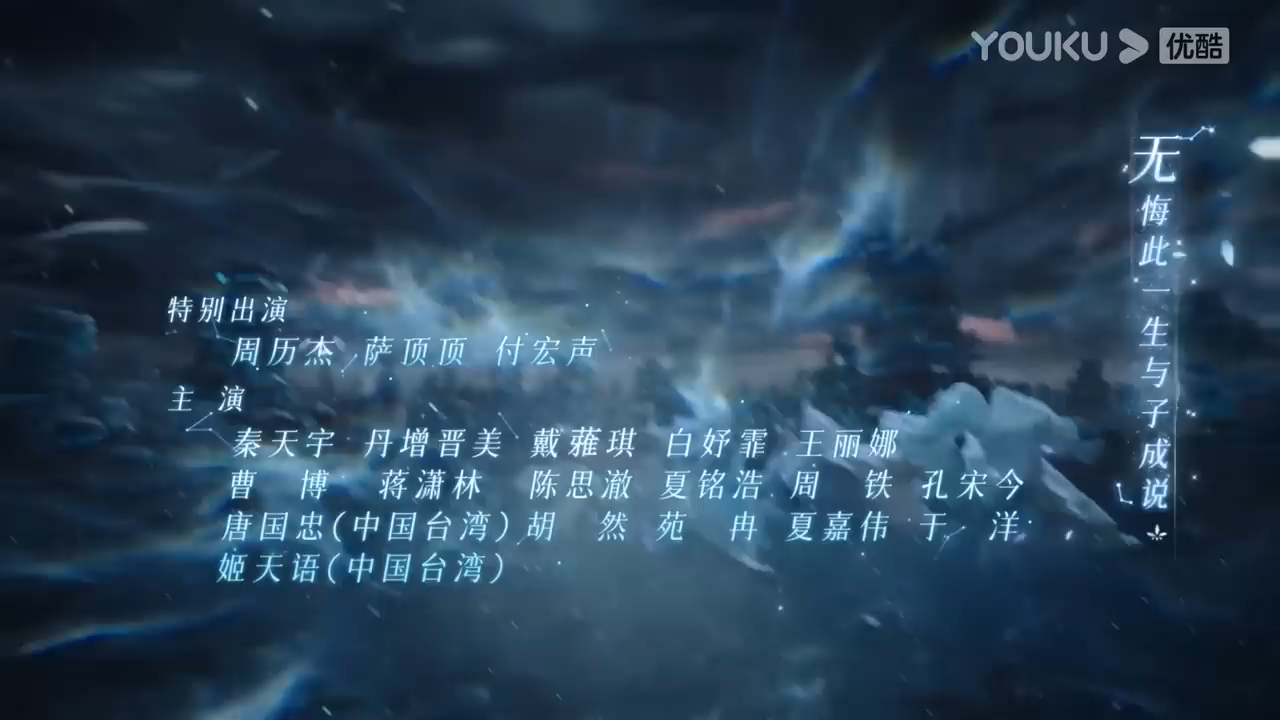 YOUKU 优酷
无悔此一生与子成说
特别出演
周历杰 萨顶顶 付宏声
主 演
秦天宇 丹增晋美 戴蕥琪 白妤霏 王丽娜
曹 博 蒋潇林 陈思澈 夏铭浩 周 铁 孔宋今
唐国忠(中国台湾) 胡 然 苑 冉 夏嘉伟 于 洋
姬天语(中国台湾)